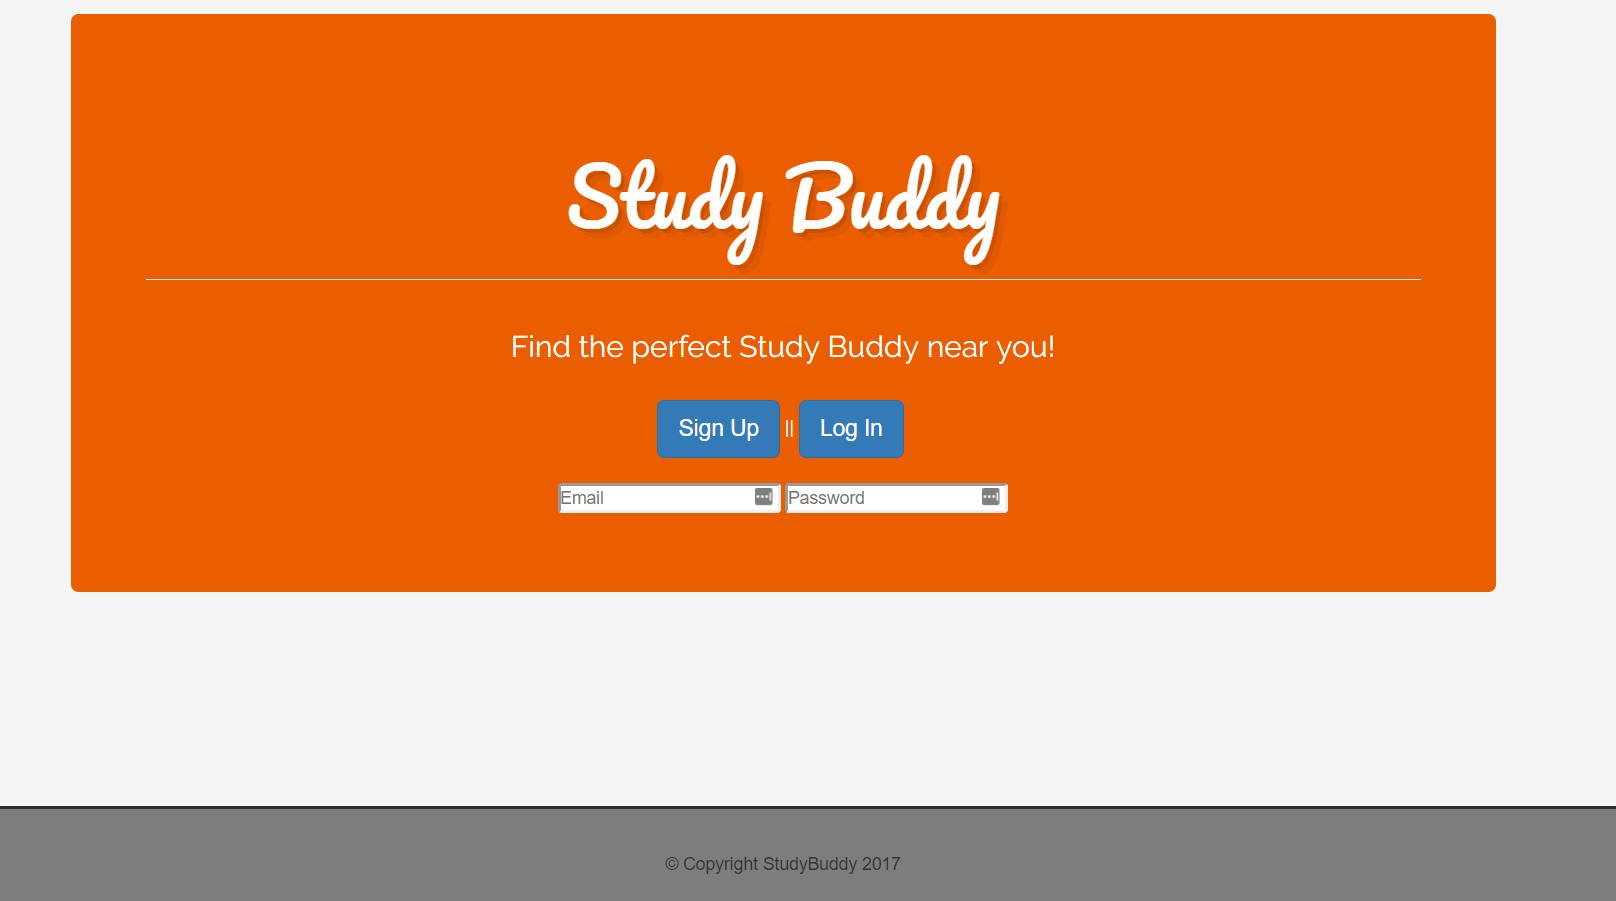 Study Buddy
Find the perfect Study Buddy near you!
Sign Up || Log In
Email Password
© Copyright StudyBuddy 2017